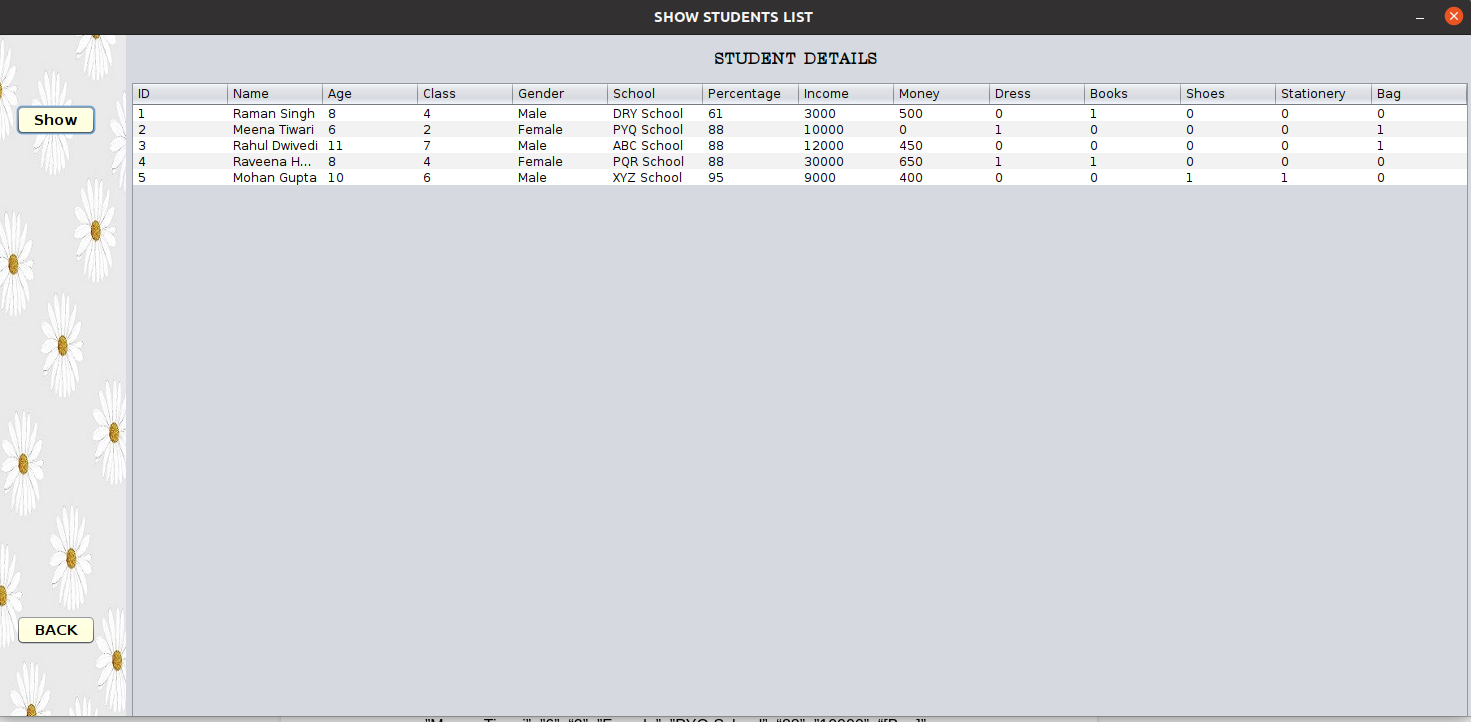 SHOW STUDENTS LIST
STUDENT DETAILS
Show
ID Name Age Class Gender School Percentage Income Money Dress Books Shoes Stationery Bag
1 Raman Singh 8 4 Male DRY School 61 3000 500 0 1 0 0 0
2 Meena Tiwari 6 2 Female PYQ School 88 10000 0 1 0 0 0 1
3 Rahul Dwivedi 11 7 Male ABC School 88 12000 450 0 0 0 0 1
4 Raveena H... 8 4 Female PQR School 88 30000 650 1 1 0 0 0
5 Mohan Gupta 10 6 Male XYZ School 95 9000 400 0 0 1 1 0
BACK